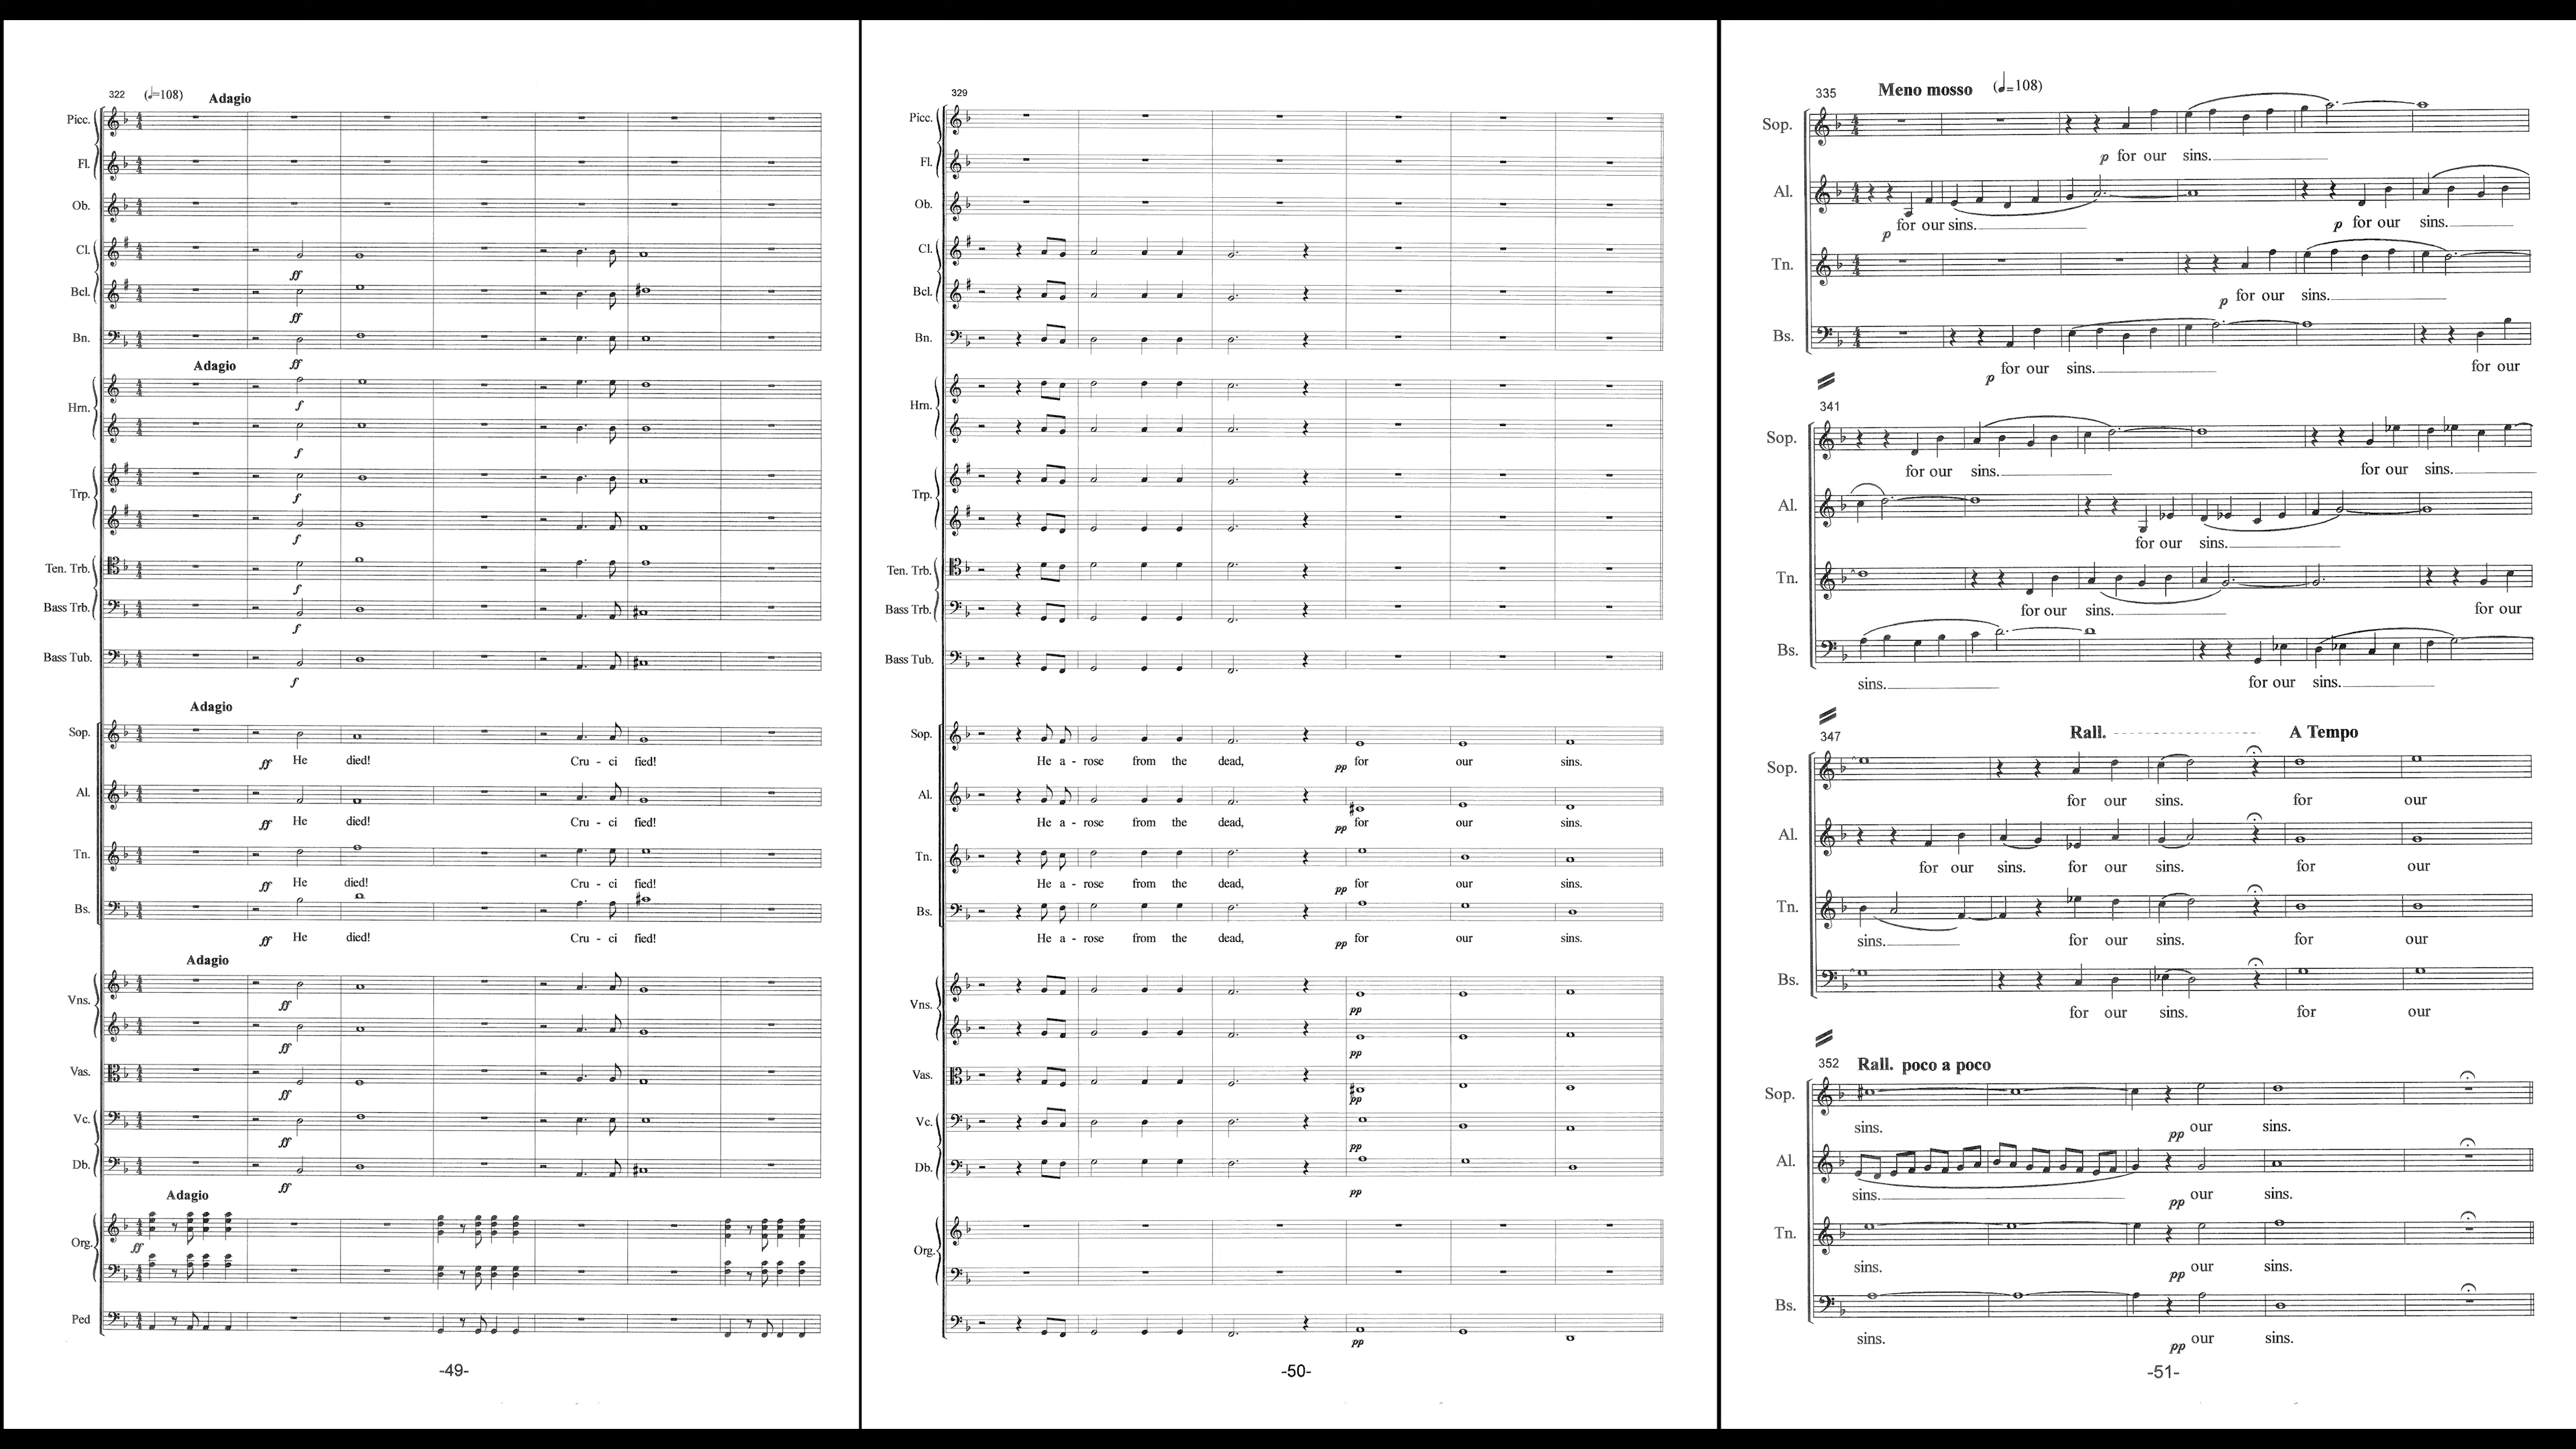 322 (♩=108) Adagio
Picc.
Fl.
Ob.
Cl.
ff
Bcl.
ff
Bn.
ff
Adagio
Hrn.
f
f
Trp.
f
f
Ten. Trb.
f
Bass Trb.
f
Bass Tub.
f
Adagio
Sop.
ff He died! Cru - ci fied!
Al.
ff He died! Cru - ci fied!
Tn.
ff He died! Cru - ci fied!
Bs.
ff He died! Cru - ci fied!
Adagio
Vns.
ff
ff
Vas.
ff
Vc.
ff
Db.
ff
Adagio
Org.
ff
Ped
-49-
329
Picc.
Fl.
Ob.
Cl.
Bcl.
Bn.
Hrn.
Trp.
Ten. Trb.
Bass Trb.
Bass Tub.
Sop.
He a - rose from the dead, pp for our sins.
Al.
He a - rose from the dead, pp for our sins.
Tn.
He a - rose from the dead, pp for our sins.
Bs.
He a - rose from the dead, pp for our sins.
Vns.
pp
pp
Vas.
pp
Vc.
pp
Db.
pp
Org.
pp
-50-
335 Meno mosso (♩=108)
Sop.
p for our sins.
Al.
p for our sins. p for our sins.
Tn.
p for our sins.
Bs.
p for our sins. for our
341
Sop.
for our sins. for our sins.
Al.
for our sins.
Tn.
for our sins. for our
Bs.
sins. for our sins.
347 Rall. A Tempo
Sop.
for our sins. for our
Al.
for our sins. for our sins. for our
Tn.
sins. for our sins. for our
Bs.
for our sins. for our
352 Rall. poco a poco
Sop.
sins. pp our sins.
Al.
sins. pp our sins.
Tn.
sins. pp our sins.
Bs.
sins. pp our sins.
-51-